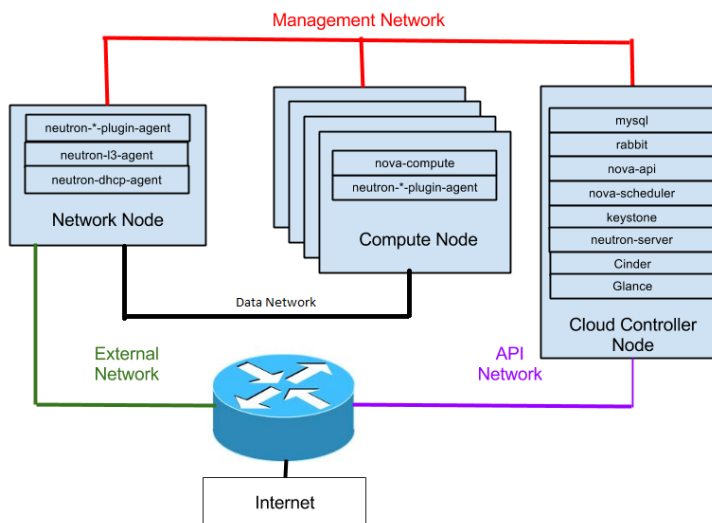 Management Network
neutron-*-plugin-agent
neutron-l3-agent
neutron-dhcp-agent
Network Node
nova-compute
neutron-*-plugin-agent
Compute Node
mysql
rabbit
nova-api
nova-scheduler
keystone
neutron-server
Cinder
Glance
Cloud Controller
Node
Data Network
External
Network
API
Network
Internet